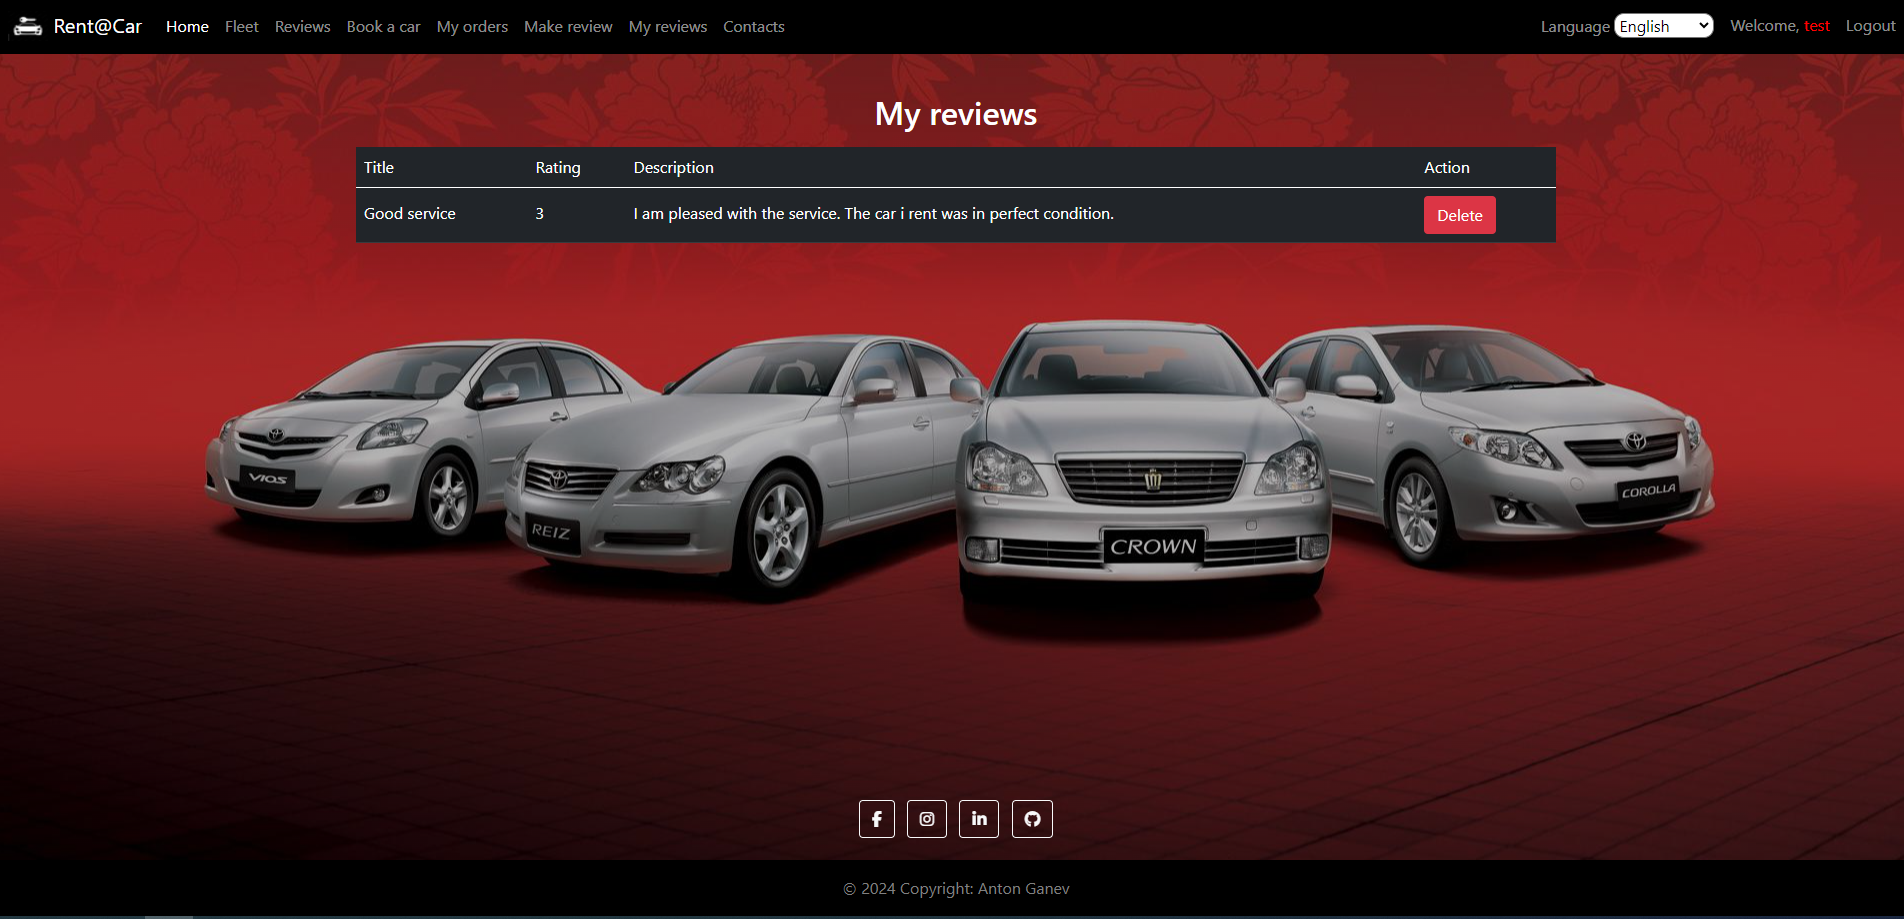 Rent@Car Home Fleet Reviews Book a car My orders Make review My reviews Contacts Language English Welcome, test Logout
My reviews
Title Rating Description Action
Good service 3 I am pleased with the service. The car i rent was in perfect condition. Delete
VIOS
REIZ
CROWN
COROLLA
© 2024 Copyright: Anton Ganev